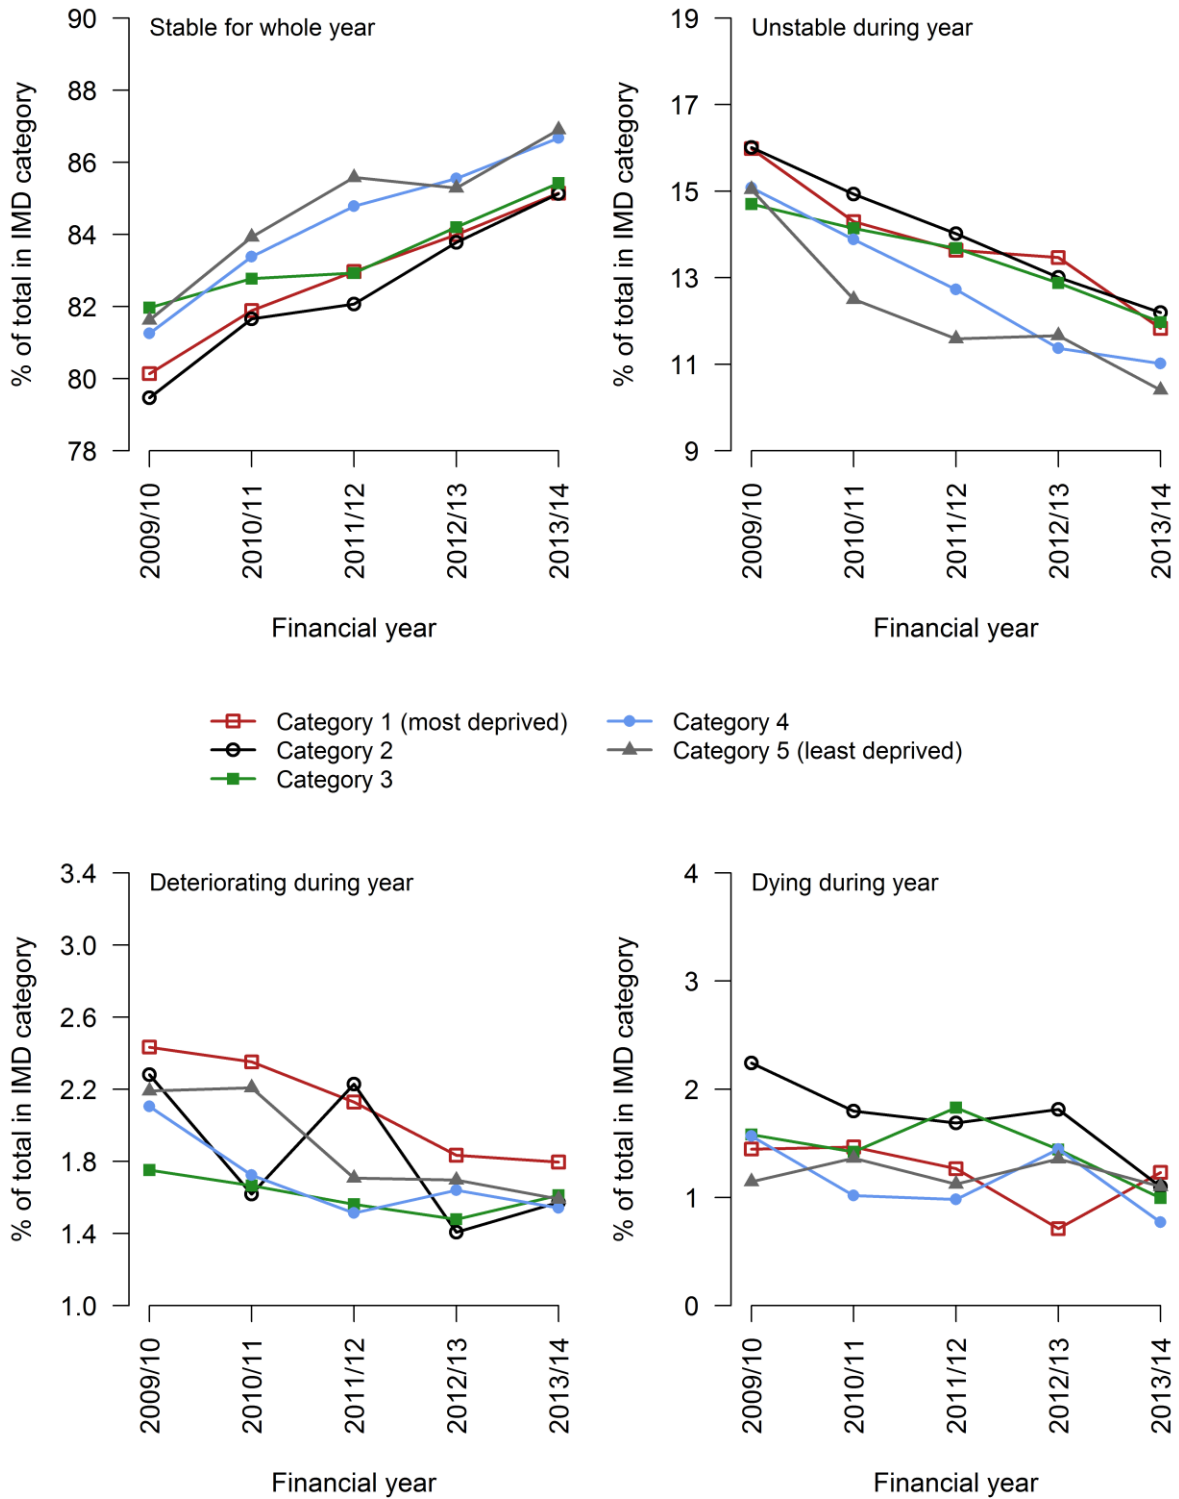 Stable for whole year
% of total in IMD category
90
88
86
84
82
80
78
2009/10
2010/11
2011/12
2012/13
2013/14
Financial year
Unstable during year
% of total in IMD category
19
17
15
13
11
9
2009/10
2010/11
2011/12
2012/13
2013/14
Financial year
Category 1 (most deprived)
Category 2
Category 3
Category 4
Category 5 (least deprived)
Deteriorating during year
% of total in IMD category
3.4
3.0
2.6
2.2
1.8
1.4
1.0
2009/10
2010/11
2011/12
2012/13
2013/14
Financial year
Dying during year
% of total in IMD category
4
3
2
1
0
2009/10
2010/11
2011/12
2012/13
2013/14
Financial year